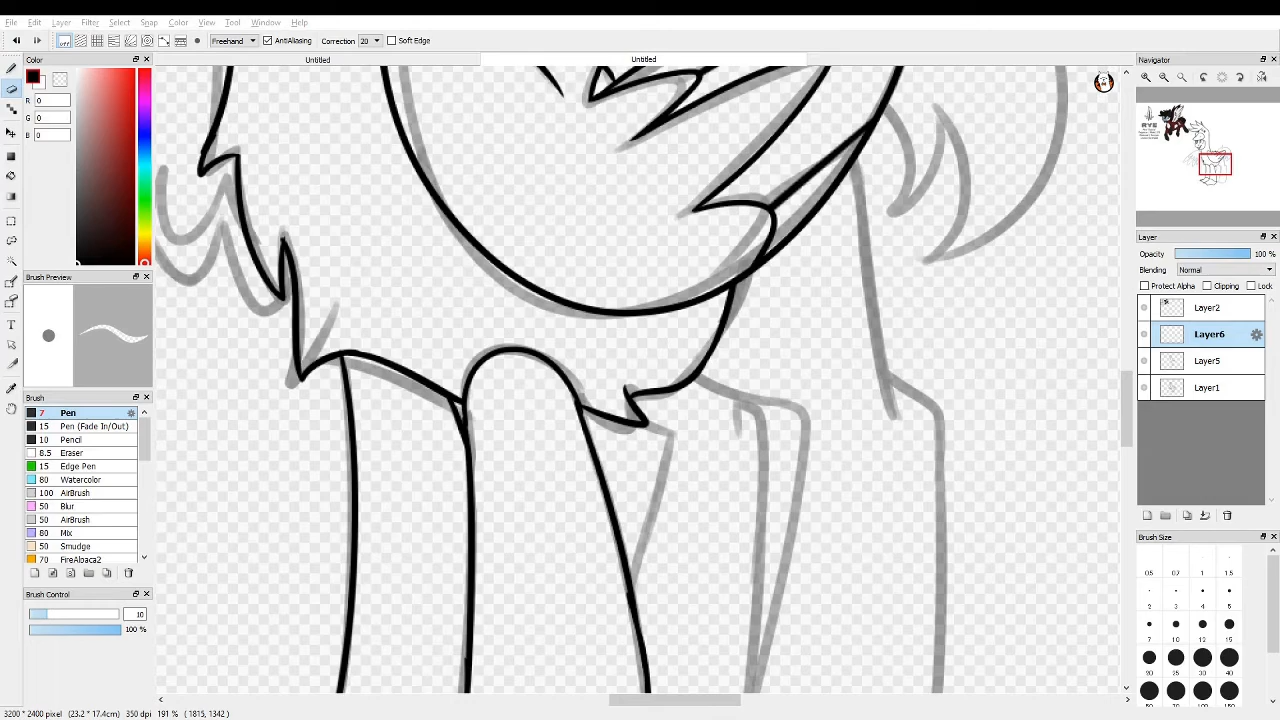 File Edit Layer Filter Select Snap Color View Tool Window Help
OFF Freehand AntiAliasing Correction 20 Soft Edge
Untitled Untitled
Color
R 0
G 0
B 0
Brush Preview
Brush
7 Pen
15 Pen (Fade In/Out)
10 Pencil
8.5 Eraser
15 Edge Pen
80 Watercolor
100 AirBrush
50 Blur
50 AirBrush
80 Mix
50 Smudge
70 FireAlpaca2
Brush Control
10
100 %
Navigator
RYE
Layer
Opacity 100 %
Blending Normal
Protect Alpha Clipping Lock
Layer2
Layer6
Layer5
Layer1
Brush Size
0.5 0.7 1 1.5
2 3 4 5
7 10 12 15
20 25 30 40
50 70 100
3200 * 2400 pixel (23.2 * 17.4cm) 350 dpi 191 % ( 1815, 1342 )